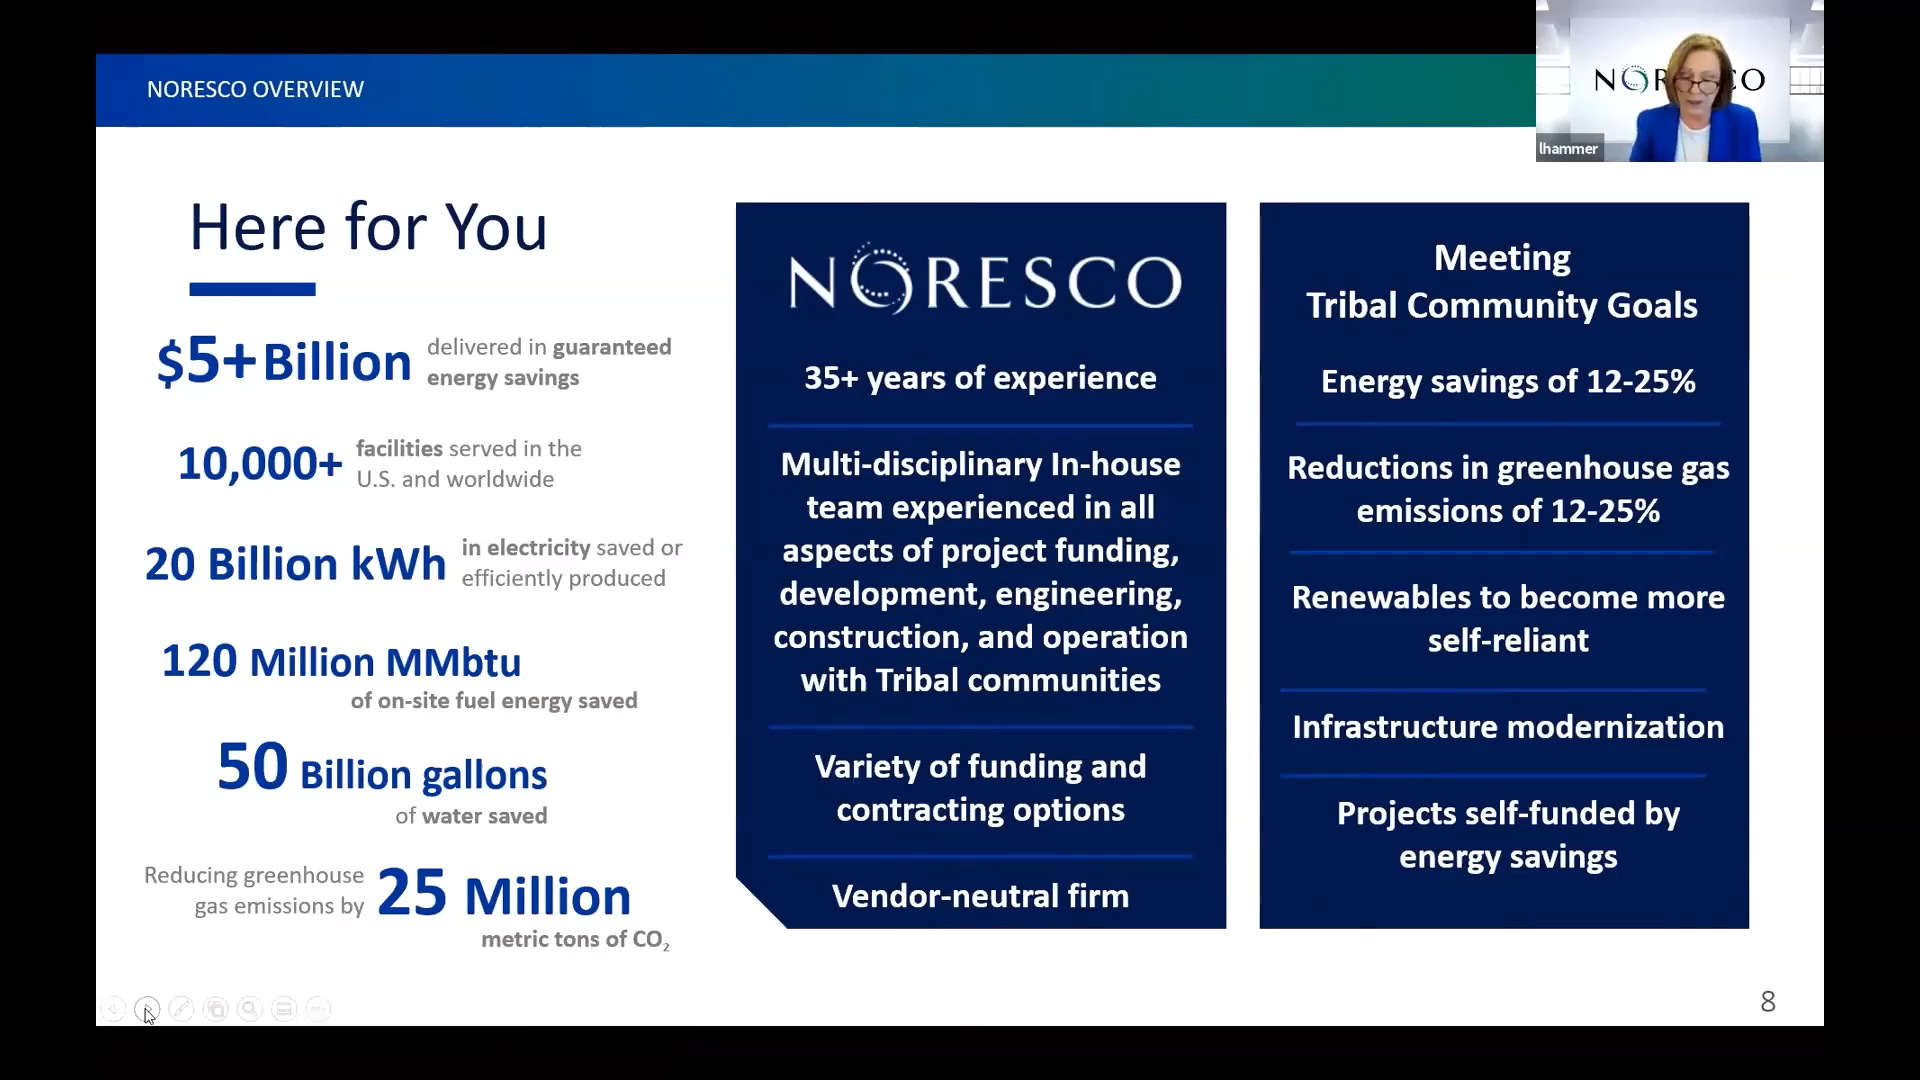 NORESCO OVERVIEW
NORESCO
lhammer
Here for You
$5+ Billion
delivered in guaranteed
energy savings
10,000+
facilities served in the
U.S. and worldwide
20 Billion kWh
in electricity saved or
efficiently produced
120 Million MMbtu
of on-site fuel energy saved
50 Billion gallons
of water saved
Reducing greenhouse
gas emissions by
25 Million
metric tons of CO₂
NORESCO
35+ years of experience
Multi-disciplinary In-house
team experienced in all
aspects of project funding,
development, engineering,
construction, and operation
with Tribal communities
Variety of funding and
contracting options
Vendor-neutral firm
Meeting
Tribal Community Goals
Energy savings of 12-25%
Reductions in greenhouse gas
emissions of 12-25%
Renewables to become more
self-reliant
Infrastructure modernization
Projects self-funded by
energy savings
8